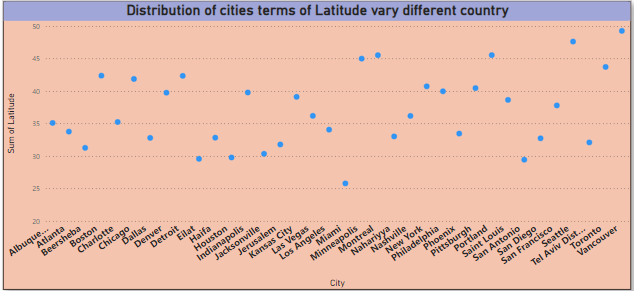 Distribution of cities terms of Latitude vary different country
Sum of Latitude
50
45
40
35
30
25
20
Albuque...
Atlanta
Beersheba
Boston
Charlotte
Chicago
Dallas
Denver
Detroit
Eilat
Haifa
Houston
Indianapolis
Jacksonville
Jerusalem
Kansas City
Las Vegas
Los Angeles
Miami
Minneapolis
Montreal
Nahariyya
Nashville
New York
Philadelphia
Phoenix
Pittsburgh
Portland
Saint Louis
San Antonio
San Diego
San Francisco
Seattle
Tel Aviv Dist...
Toronto
Vancouver
City